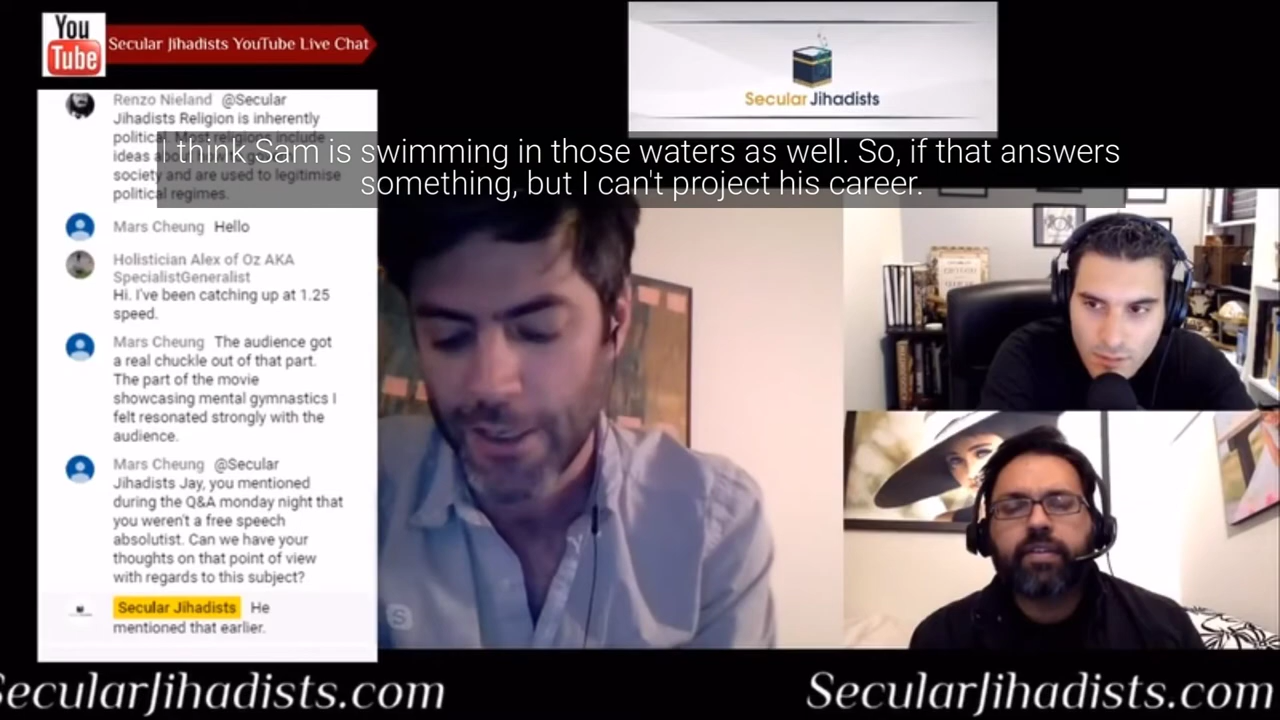 You
Tube
Secular Jihadists YouTube Live Chat
Secular Jihadists
Renzo Nieland @Secular
Jihadists Religion is inherently
political. Most religions include
ideas
society and are used to legitimise
political regimes.
I think Sam is swimming in those waters as well. So, if that answers
something, but I can't project his career.
Mars Cheung Hello
Holistician Alex of Oz AKA
SpecialistGeneralist
Hi. I've been catching up at 1.25
speed.
Mars Cheung The audience got
a real chuckle out of that part.
The part of the movie
showcasing mental gymnastics I
felt resonated strongly with the
audience.
Mars Cheung @Secular
Jihadists Jay, you mentioned
during the Q&A monday night that
you weren't a free speech
absolutist. Can we have your
thoughts on that point of view
with regards to this subject?
Secular Jihadists He
mentioned that earlier.
SecularJihadists.com
SecularJihadists.com